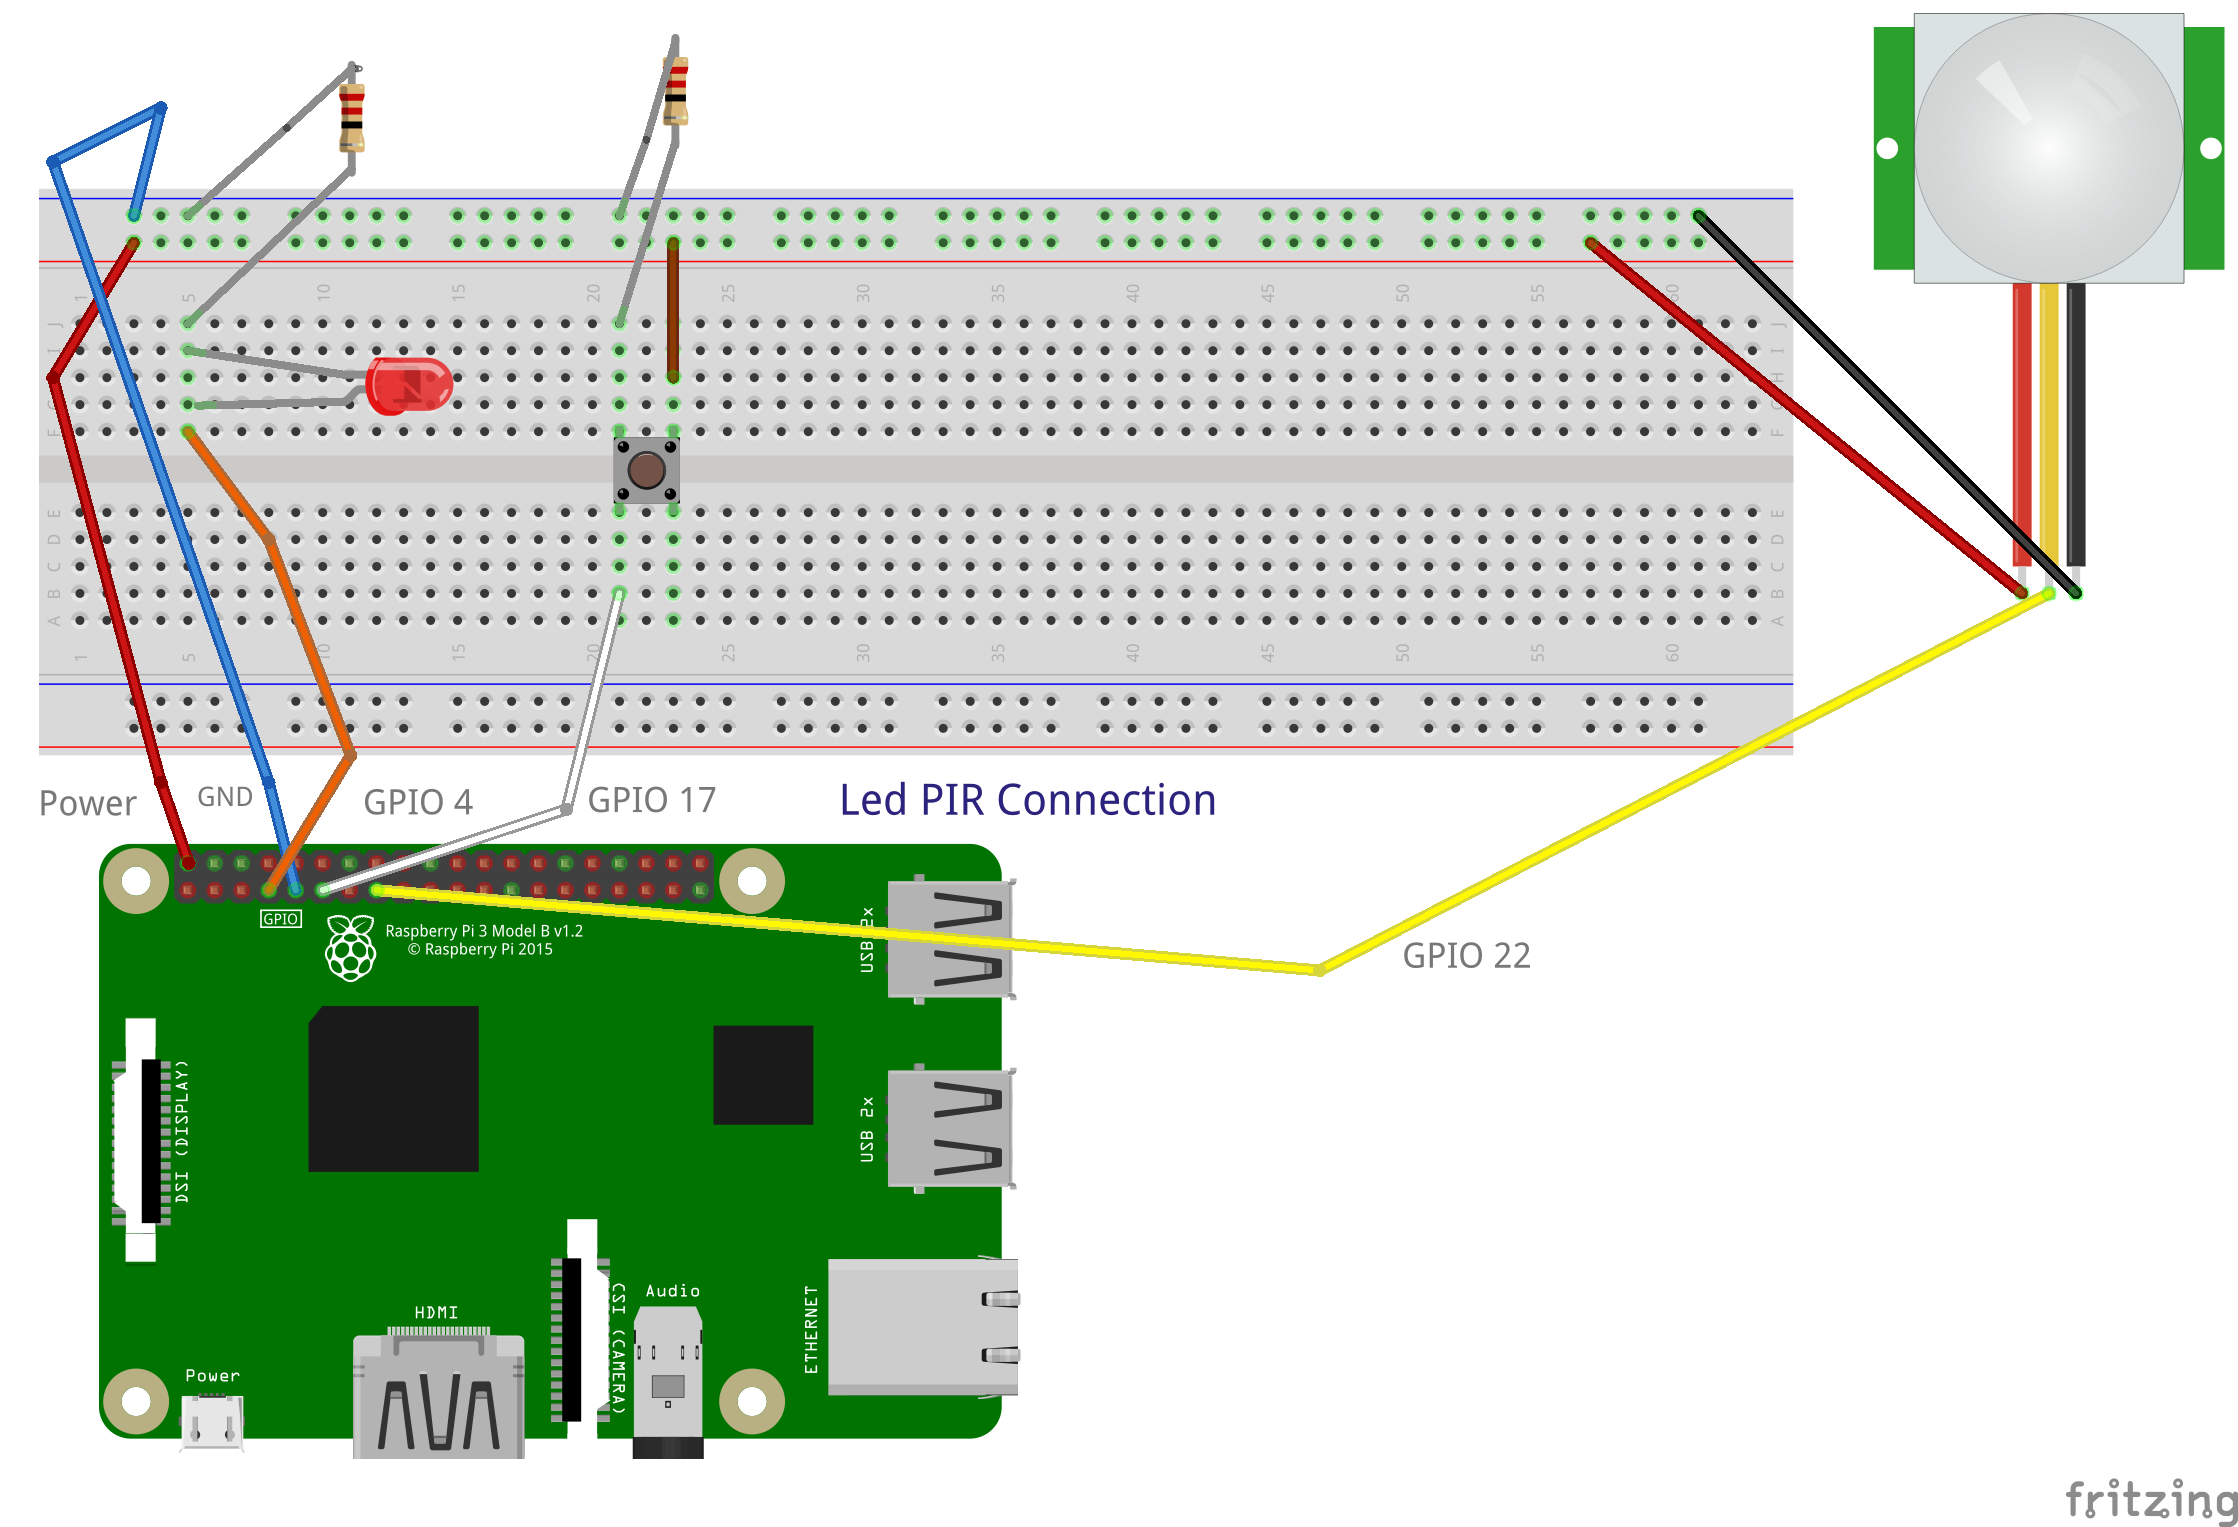 1 5 10 15 20 25 30 35 40 45 50 55 60
J J
I I
H
G G
F F
E E
D D
C C
B B
A A
1 5 10 15 20 25 30 35 40 45 50 55 60
Power GND GPIO 4 GPIO 17 Led PIR Connection
GPIO
Raspberry Pi 3 Model B v1.2
© Raspberry Pi 2015
USB 2x
GPIO 22
DSI (DISPLAY)
USB 2x
HDMI
CSI (CAMERA)
Audio
ETHERNET
Power
fritzing